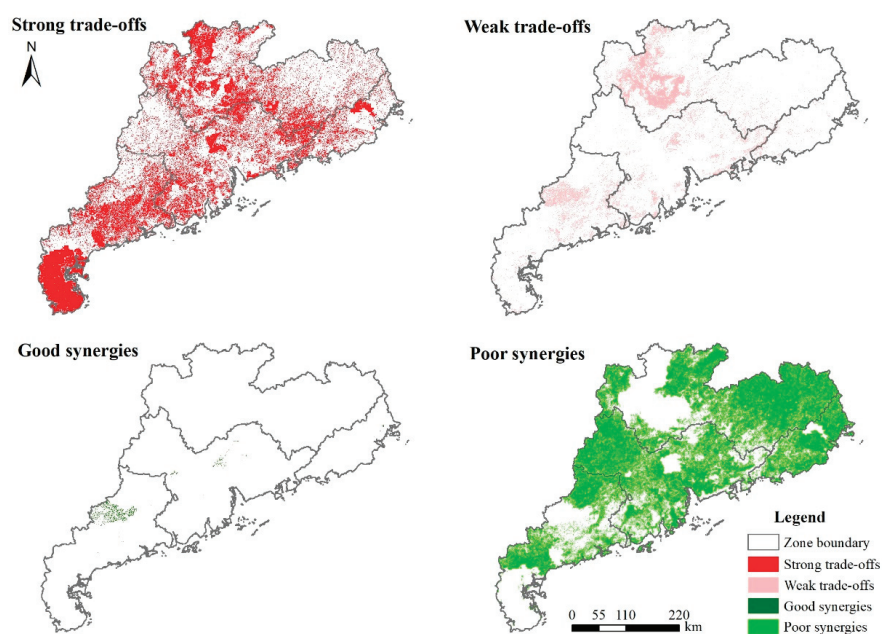 Strong trade-offs
N
Weak trade-offs
Good synergies
Poor synergies
Legend
Zone boundary
Strong trade-offs
Weak trade-offs
Good synergies
Poor synergies
0 55 110 220
km